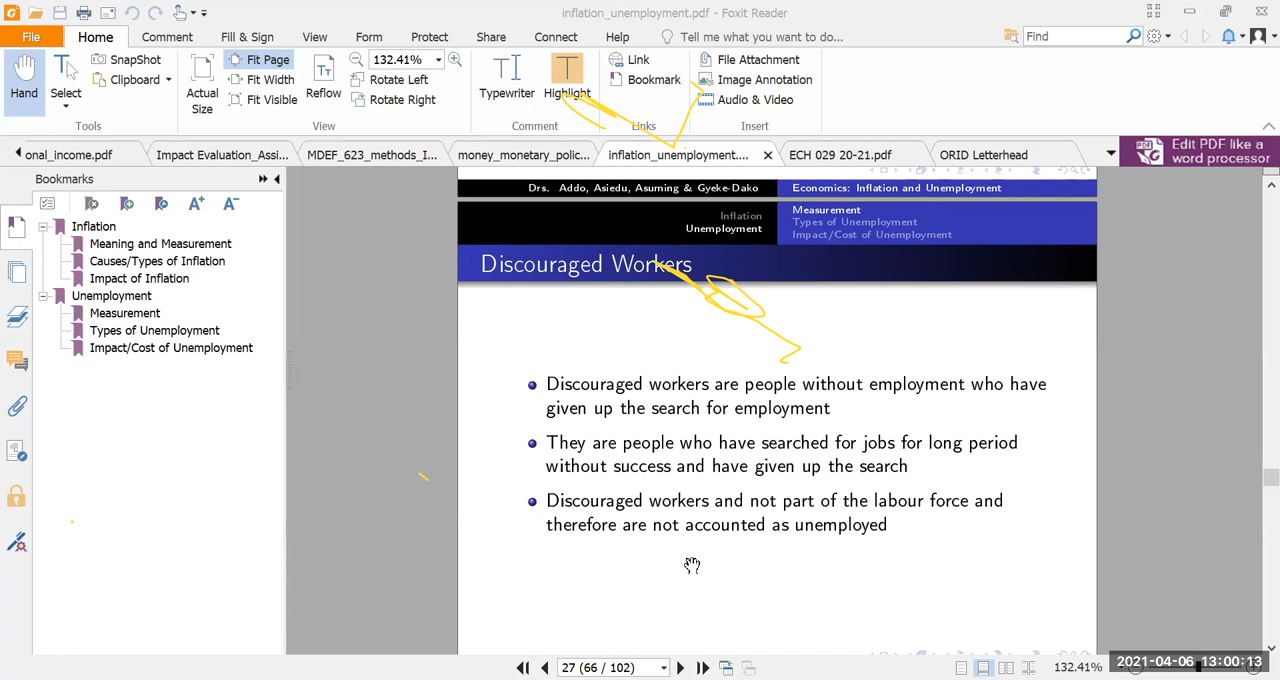 inflation_unemployment.pdf - Foxit Reader
File Home Comment Fill & Sign View Form Protect Share Connect Help Tell me what you want to do... Find
SnapShot Fit Page 132.41% Link File Attachment
Clipboard Fit Width Rotate Left Bookmark Image Annotation
Hand Select Actual Size Fit Visible Reflow Rotate Right Typewriter Highlight Audio & Video
Tools View Comment Links Insert
onal_income.pdf Impact Evaluation_Assi... MDEF_623_methods_I... money_monetary_polic... inflation_unemployment.... ECH 029 20-21.pdf ORID Letterhead Edit PDF like a
word processor
Bookmarks
Inflation
Meaning and Measurement
Causes/Types of Inflation
Impact of Inflation
Unemployment
Measurement
Types of Unemployment
Impact/Cost of Unemployment
Drs. Addo, Asiedu, Asuming & Gyeke-Dako Economics: Inflation and Unemployment
Inflation
Unemployment
Measurement
Types of Unemployment
Impact/Cost of Unemployment
Discouraged Workers
Discouraged workers are people without employment who have
given up the search for employment
They are people who have searched for jobs for long period
without success and have given up the search
Discouraged workers and not part of the labour force and
therefore are not accounted as unemployed
27 (66 / 102) 132.41%
2021-04-06 13:00:13